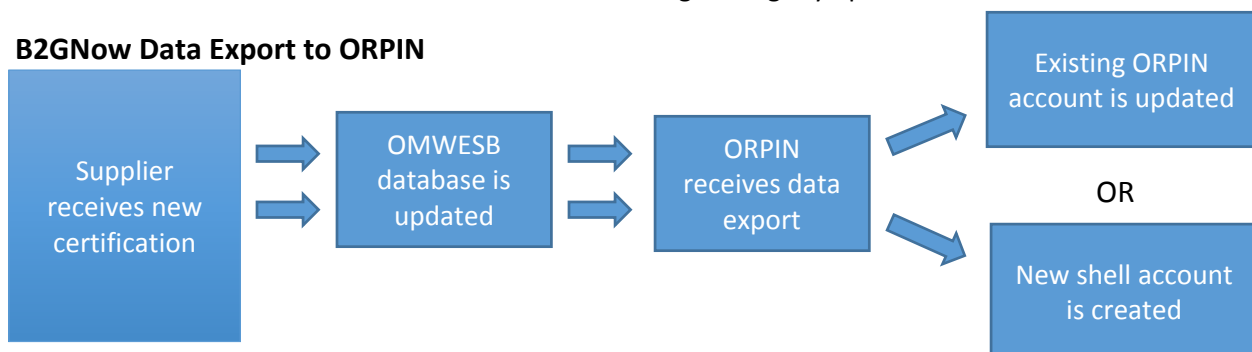 B2GNow Data Export to ORPIN
Supplier
receives new
certification
OMWESB
database is
updated
ORPIN
receives data
export
Existing ORPIN
account is updated
OR
New shell account
is created